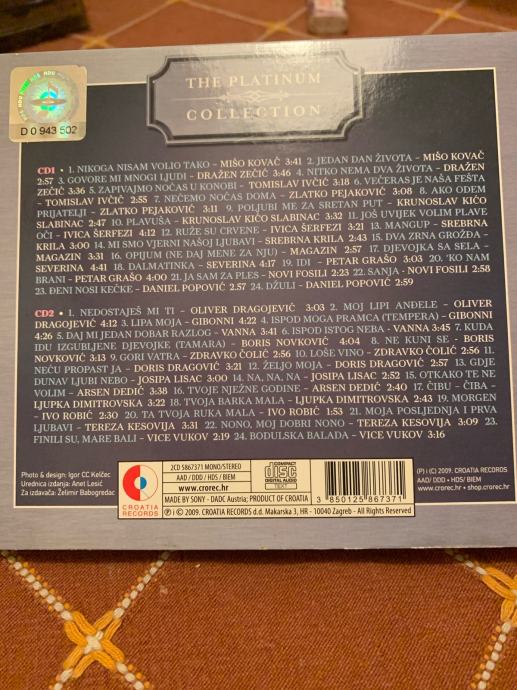 THE PLATINUM
COLLECTION
HDU HDU
D 0 943 502
CD1 • 1. NIKOGA NISAM VOLIO TAKO – MIŠO KOVAČ 3:41 2. JEDAN DAN ŽIVOTA – MIŠO KOVAČ
2:57 3. GOVORE MI MNOGI LJUDI – DRAŽEN ZEČIĆ 3:46 4. NITKO NEMA DVA ŽIVOTA – DRAŽEN
ZEČIĆ 3:36 5. ZAPIVAJMO NOĆAS U KONOBI – TOMISLAV IVČIĆ 3:18 6. VEČERAS JE NAŠA FEŠTA
– TOMISLAV IVČIĆ 2:55 7. NEĆEMO NOĆAS DOMA – ZLATKO PEJAKOVIĆ 3:08 8. AKO ODEM
PRIJATELJI – ZLATKO PEJAKOVIĆ 3:11 9. POLJUBI ME ZA SRETAN PUT – KRUNOSLAV KIĆO
SLABINAC 2:47 10. PLAVUŠA – KRUNOSLAV KIĆO SLABINAC 3:32 11. JOŠ UVIJEK VOLIM PLAVE
OČI – IVICA ŠERFEZI 4:21 12. RUŽE SU CRVENE – IVICA ŠERFEZI 3:21 13. MANGUP – SREBRNA
KRILA 3:00 14. MI SMO VJERNI NAŠOJ LJUBAVI – SREBRNA KRILA 2:43 15. DVA ZRNA GROŽĐA –
MAGAZIN 3:31 16. OPIJUM (NE DAJ MENE ZA NJU) – MAGAZIN 2:57 17. DJEVOJKA SA SELA –
SEVERINA 4:41 18. DALMATINKA – SEVERINA 4:17 19. IDI – PETAR GRAŠO 3:03 20. 'KO NAM
BRANI – PETAR GRAŠO 4:00 21. JA SAM ZA PLES – NOVI FOSILI 2:23 22. SANJA – NOVI FOSILI 2:58
23. ĐENI NOSI KEČKE – DANIEL POPOVIĆ 2:57 24. DŽULI – DANIEL POPOVIĆ 2:59
CD2 • 1. NEDOSTAJEŠ MI TI – OLIVER DRAGOJEVIĆ 3:03 2. MOJ LIPI ANĐELE – OLIVER
DRAGOJEVIĆ 4:12 3. LIPA MOJA – GIBONNI 4:22 4. ISPOD MOGA PRAMCA (TEMPERA) – GIBONNI
4:26 5. DAJ MI JEDAN DOBAR RAZLOG – VANNA 3:41 6. ISPOD ISTOG NEBA – VANNA 3:45 7. KUDA
IDU IZGUBLJENE DJEVOJKE (TAMARA) – BORIS NOVKOVIĆ 4:04 8. NE KUNI SE – BORIS
NOVKOVIĆ 3:13 9. GORI VATRA – ZDRAVKO ČOLIĆ 2:56 10. LOŠE VINO – ZDRAVKO ČOLIĆ 2:56 11.
NEĆU PROPAST JA – DORIS DRAGOVIĆ 3:21 12. ŽELJO MOJA – DORIS DRAGOVIĆ 2:57 13. GDJE
DUNAV LJUBI NEBO – JOSIPA LISAC 3:00 14. NA, NA, NA – JOSIPA LISAC 2:52 15. OTKAKO TE NE
VOLIM – ARSEN DEDIĆ 3:38 16. TVOJE NJEŽNE GODINE – ARSEN DEDIĆ 2:40 17. ČIBU – ČIBA –
LJUPKA DIMITROVSKA 3:22 18. TVOJA BARKA MALA – LJUPKA DIMITROVSKA 2:43 19. MORGEN
– IVO ROBIĆ 2:30 20. TA TVOJA RUKA MALA – IVO ROBIĆ 1:53 21. MOJA POSLJEDNJA I PRVA
LJUBAVI – TEREZA KESOVIJA 3:31 22. NONO, MOJ DOBRI NONO – TEREZA KESOVIJA 3:09 23.
FINILI SU, MARE BALI – VICE VUKOV 2:19 24. BODULSKA BALADA – VICE VUKOV 3:16
Photo & design: Igor CC Kelčec
Urednica izdanja: Anet Lesić
Za izdavača: Želimir Babogredac
CROATIA
RECORDS
2CD 5867371 MONO/STEREO
AAD / DDD • HDS / BIEM
www.crorec.hr
COMPACT
disc
DIGITAL AUDIO
TEXT
MADE BY SONY - DADC Austria; PRODUCT OF CROATIA
3 850125 867371
(P) i (C) 2009. CROATIA RECORDS d.d. Makarska 3, HR - 10040 Zagreb - All Rights Reserved
(P) i (C) 2009. CROATIA RECORDS
AAD/ DDD • HDS / BIEM
www.crorec.hr • shop.crorec.hr